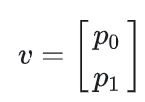 v = [p₀
p₁]